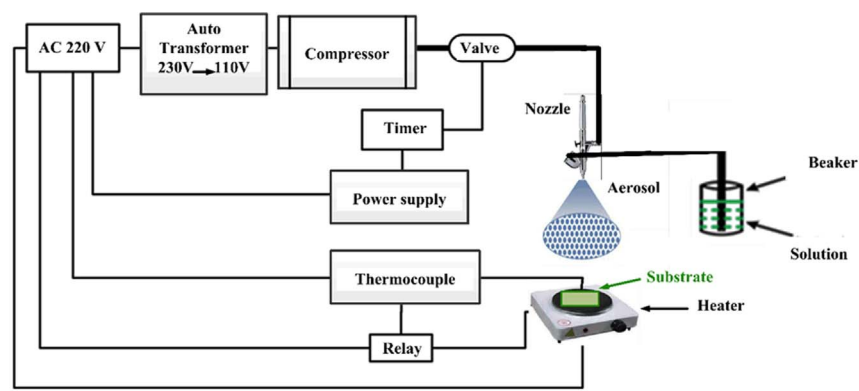 AC 220 V
Auto
Transformer
230V→110V
Compressor
Valve
Nozzle
Timer
Beaker
Power supply
Aerosol
Solution
Thermocouple
Substrate
Heater
Relay